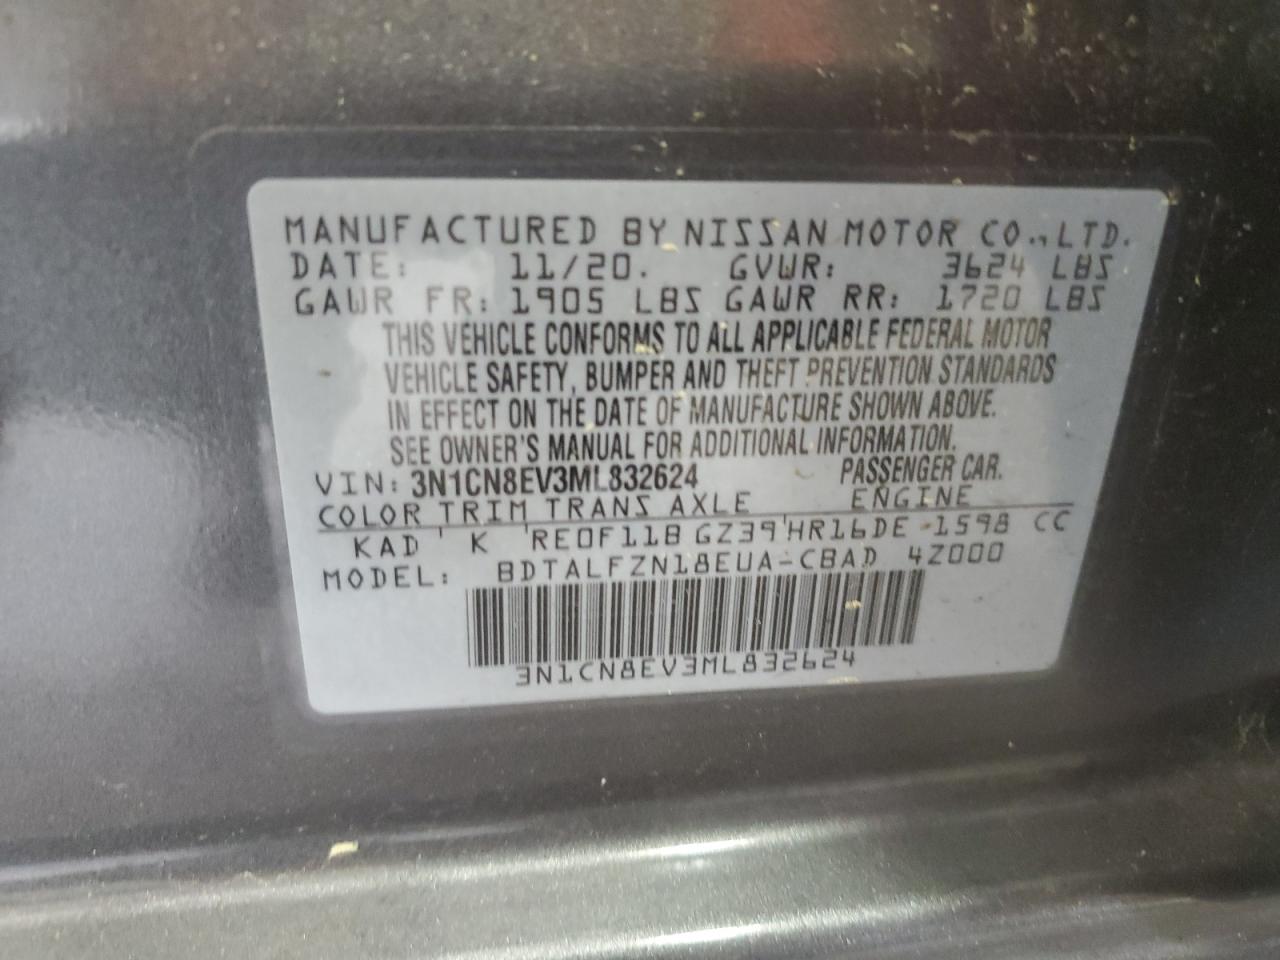 MANUFACTURED BY NISSAN MOTOR CO., LTD.
DATE: 11/20. GVWR: 3624 LBS
GAWR FR: 1905 LBS GAWR RR: 1720 LBS
THIS VEHICLE CONFORMS TO ALL APPLICABLE FEDERAL MOTOR
VEHICLE SAFETY, BUMPER AND THEFT PREVENTION STANDARDS
IN EFFECT ON THE DATE OF MANUFACTURE SHOWN ABOVE.
SEE OWNER'S MANUAL FOR ADDITIONAL INFORMATION.
VIN: 3N1CN8EV3ML832624 PASSENGER CAR.
COLOR TRIM TRANS AXLE ENGINE
KAD ' K ' RE0F11B GZ39 ' HR16DE 1598 CC
MODEL: BDTALFZN18EUA-CBAD 4Z000
3N1CN8EV3ML832624